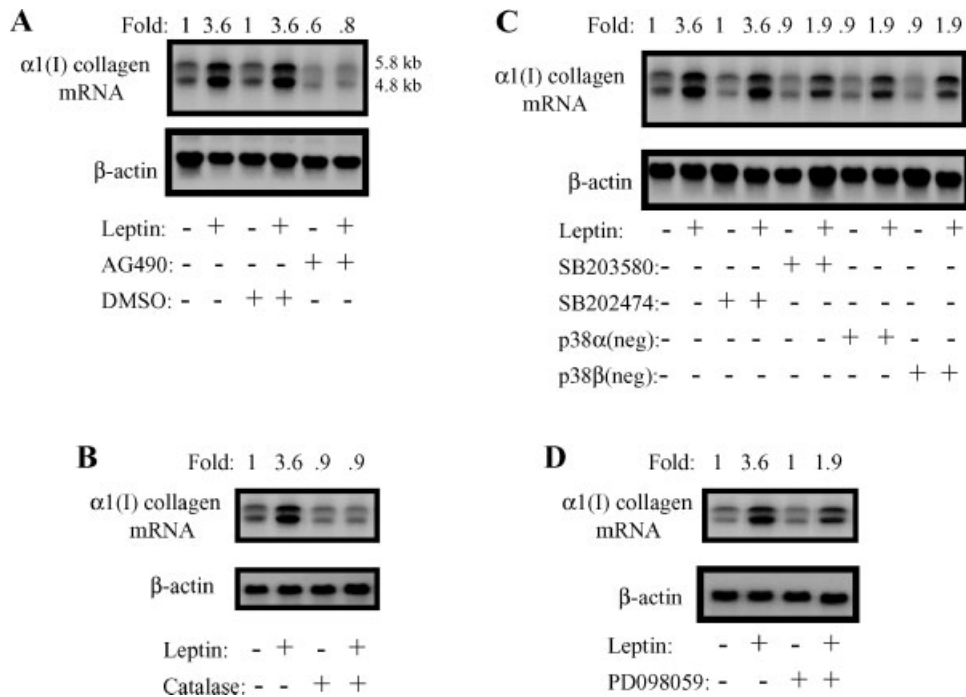 A
Fold: 1 3.6 1 3.6 .6 .8
α1(I) collagen
mRNA
5.8 kb
4.8 kb
β-actin
Leptin: - + - + - +
AG490: - - - - + +
DMSO: - - + + - -
C
Fold: 1 3.6 1 3.6 .9 1.9 .9 1.9 .9 1.9
α1(I) collagen
mRNA
β-actin
Leptin: - + - + - + - + - +
SB203580: - - - - + + - - - -
SB202474:- - + + - - - - - -
p38α(neg):- - - - - - + + - -
p38β(neg):- - - - - - - - + +
B
Fold: 1 3.6 .9 .9
α1(I) collagen
mRNA
β-actin
Leptin: - + - +
Catalase: - - + +
D
Fold: 1 3.6 1 1.9
α1(I) collagen
mRNA
β-actin
Leptin: - + - +
PD098059: - - + +